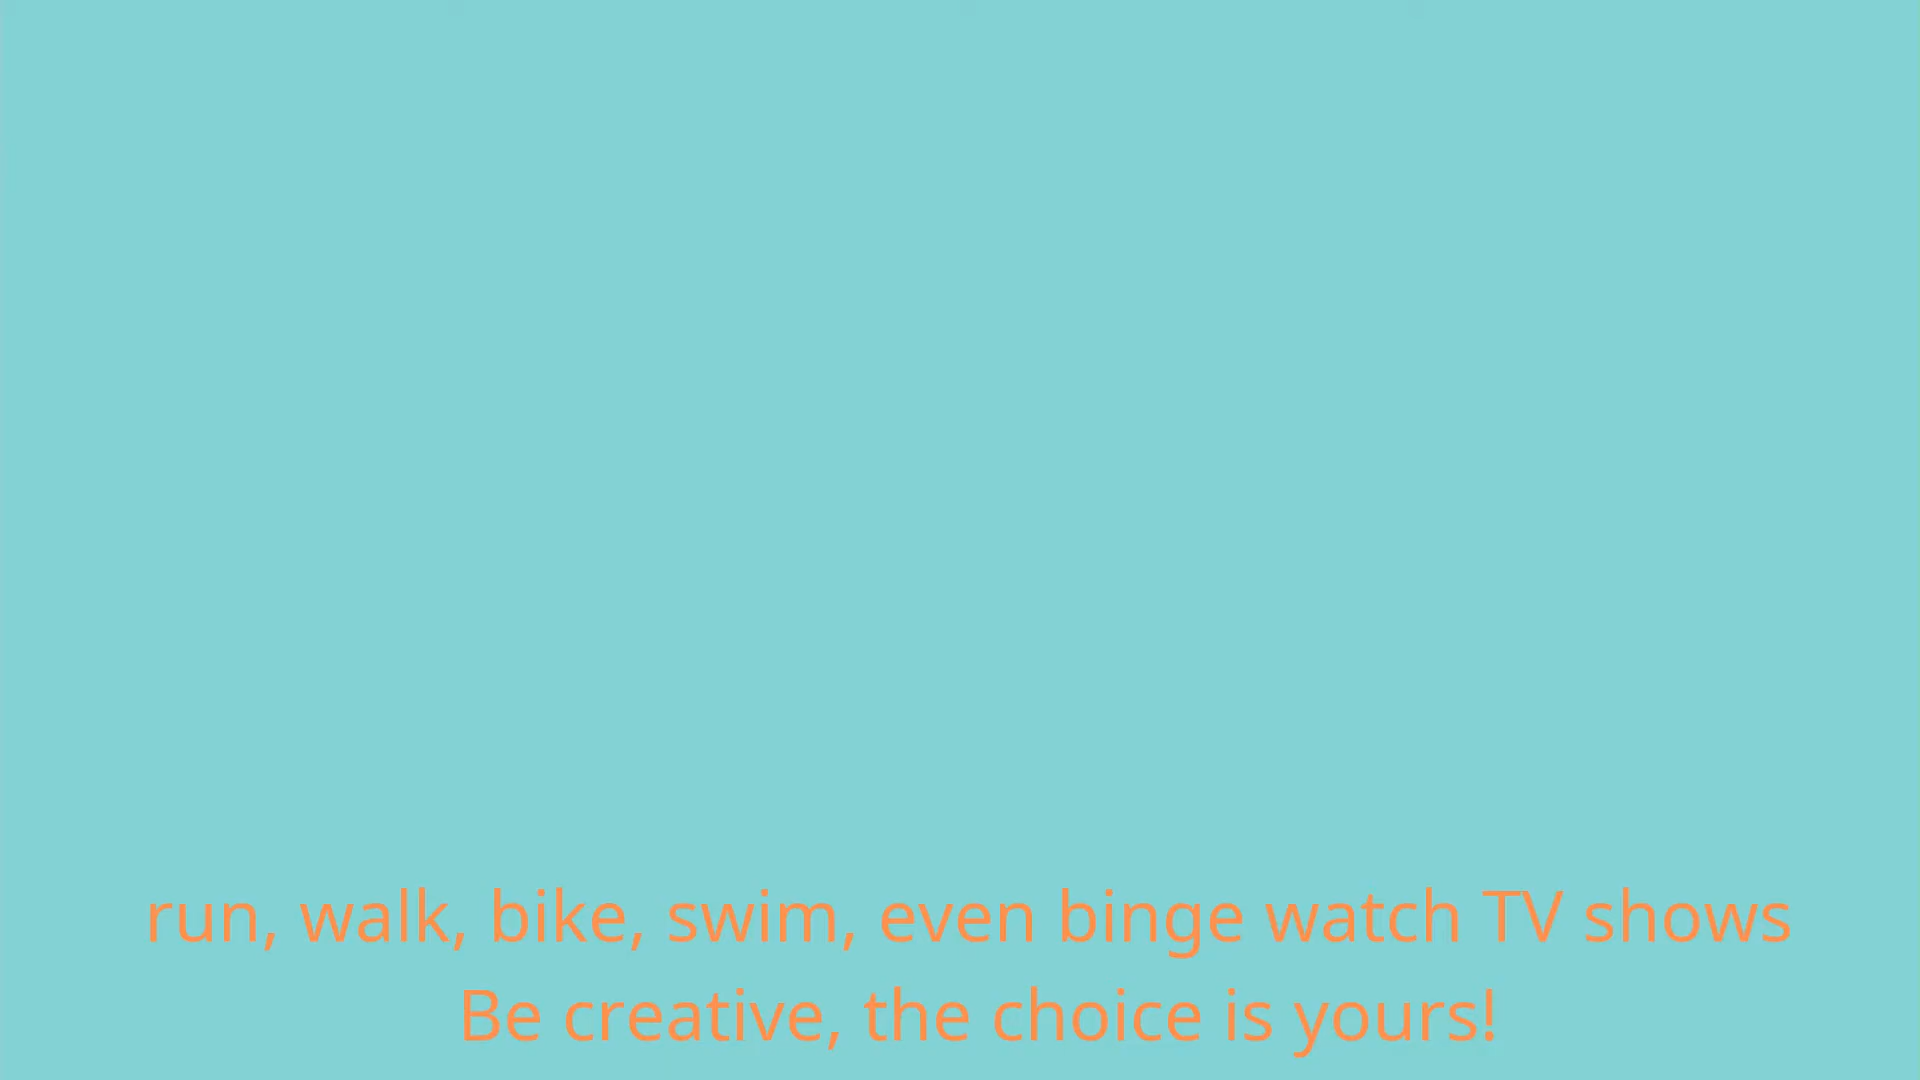 run, walk, bike, swim, even binge watch TV shows
Be creative, the choice is yours!